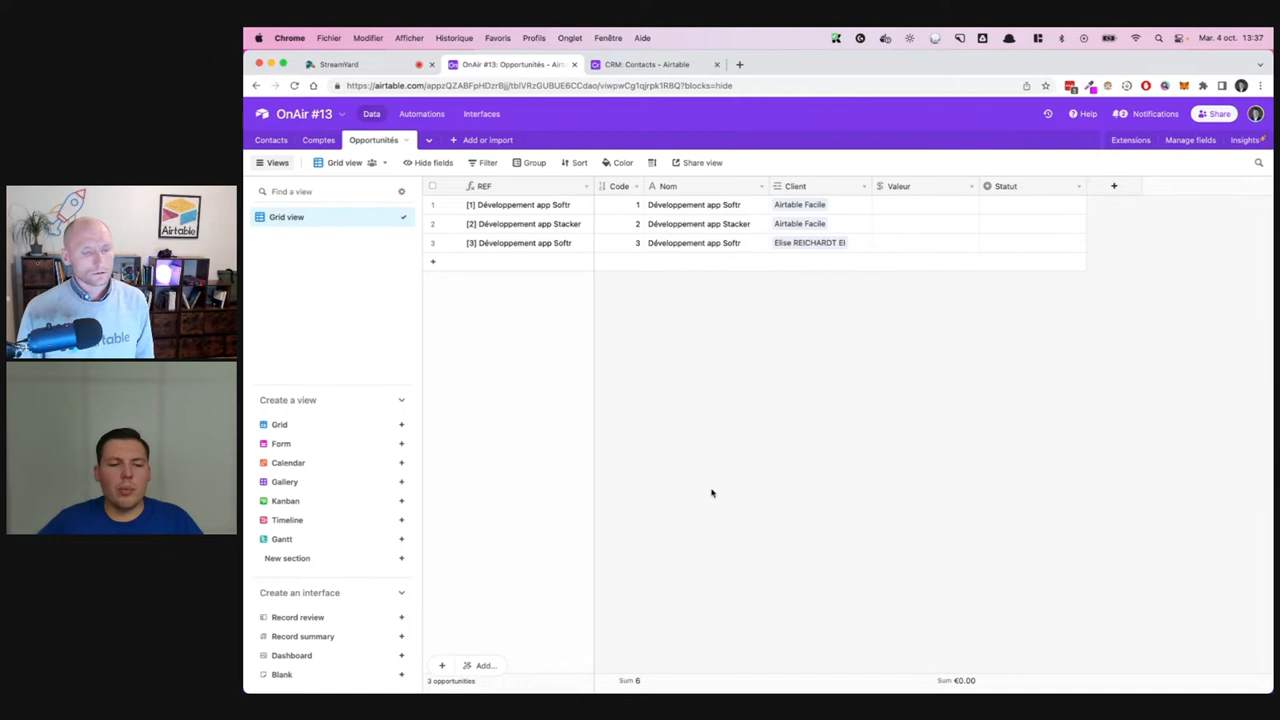 Chrome Fichier Modifier Afficher Historique Favoris Profils Onglet Fenêtre Aide Mar. 4 oct. 13:37
StreamYard OnAir #13: Opportunités - Airt CRM: Contacts - Airtable
https://airtable.com/appzQZABFpHDzrBjj/tblVRzGUBUE6CCdao/viwpwCg1qjrpk1R8Q?blocks=hide
OnAir #13 Data Automations Interfaces Help Notifications Share
Contacts Comptes Opportunités Add or import Extensions Manage fields Insights
Views Grid view Hide fields Filter Group Sort Color Share view
Find a view
Grid view
REF Code Nom Client Valeur Statut
1 [1] Développement app Softr 1 Développement app Softr Airtable Facile
2 [2] Développement app Stacker 2 Développement app Stacker Airtable Facile
3 [3] Développement app Softr 3 Développement app Softr Elise REICHARDT EI
Airtable
Create a view
Grid
Form
Calendar
Gallery
Kanban
Timeline
Gantt
New section
Create an interface
Record review
Record summary
Dashboard
Blank
Add...
3 opportunities Sum 6 Sum €0.00